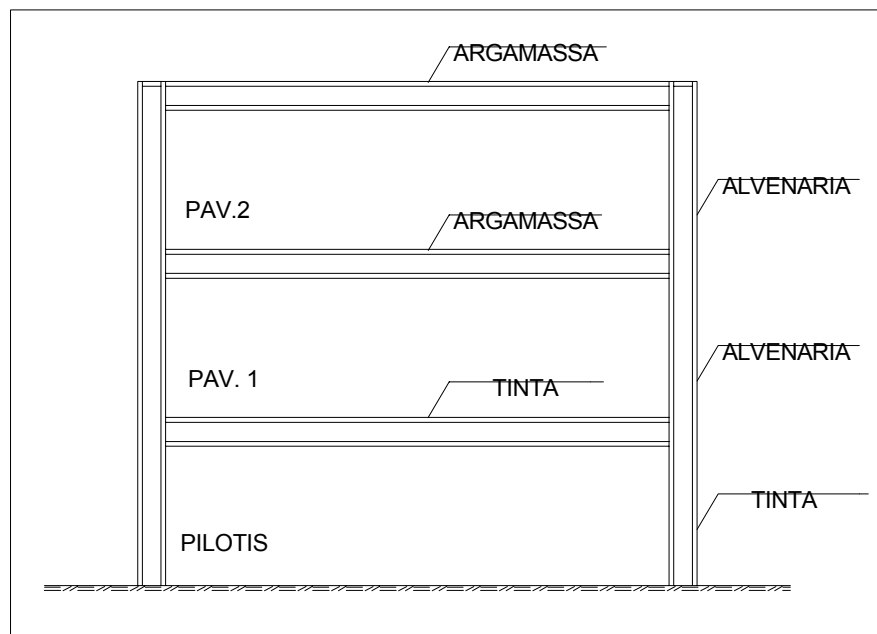 ARGAMASSA
ALVENARIA
PAV.2
ARGAMASSA
ALVENARIA
PAV. 1
TINTA
TINTA
PILOTIS